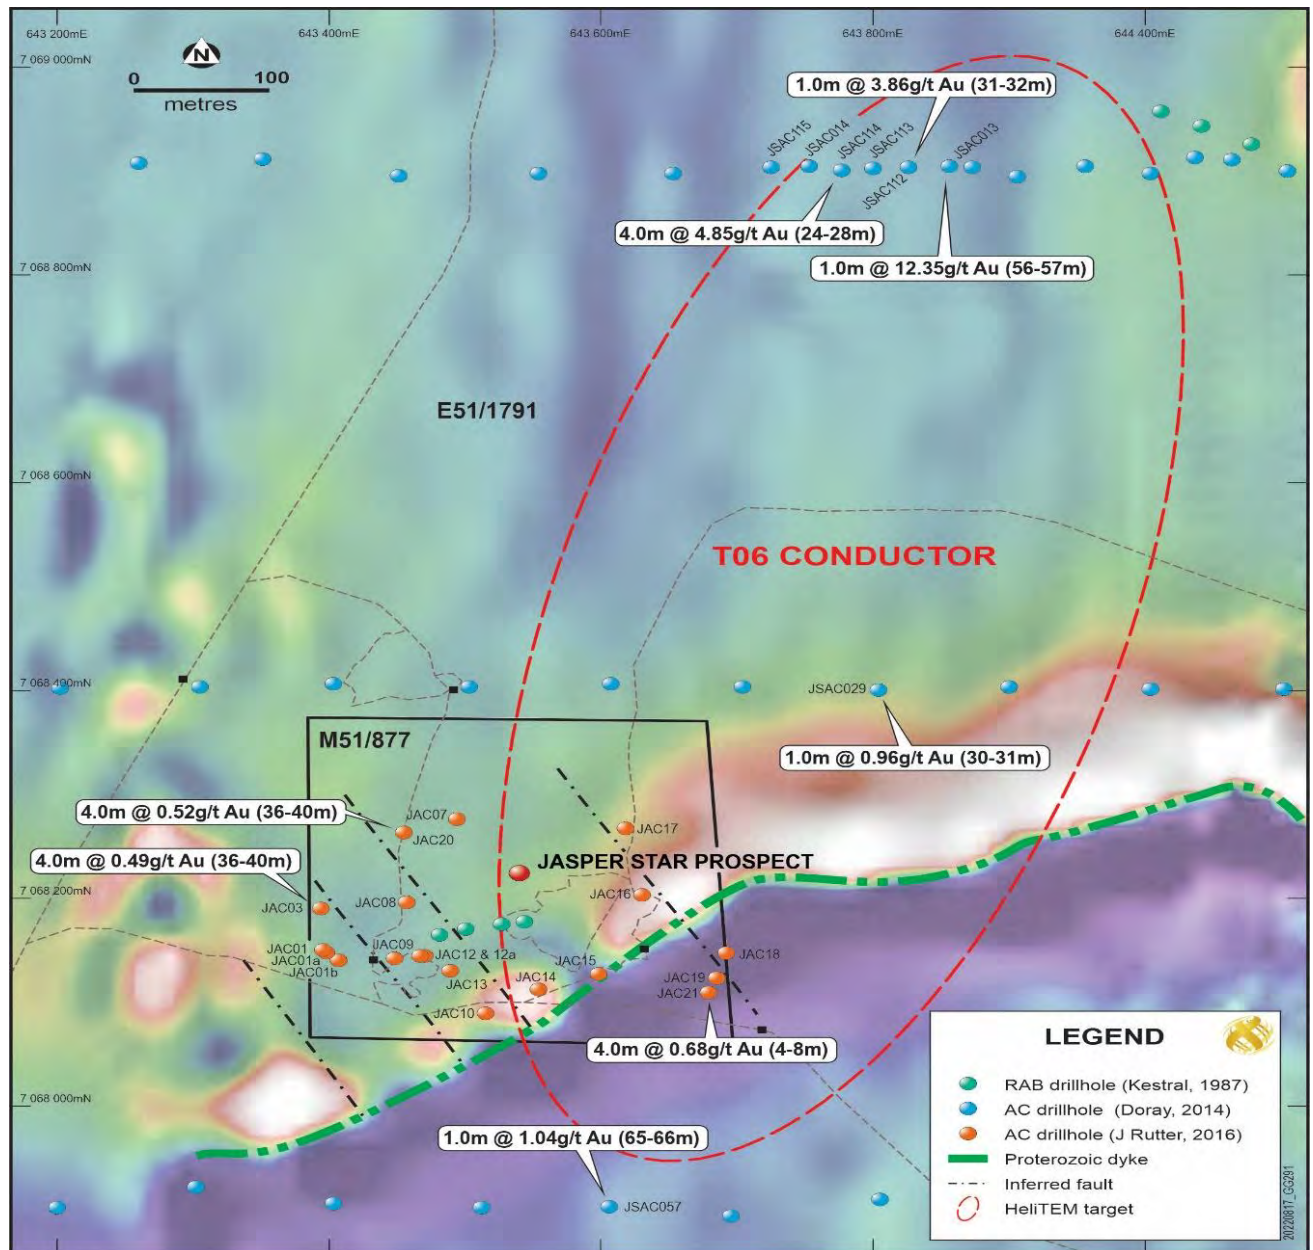 643 200mE
643 400mE
643 600mE
643 800mE
644 400mE
7 069 000mN
N
0 100
metres
1.0m @ 3.86g/t Au (31-32m)
JSAC115
JSAC014
JSAC114
JSAC113
JSAC112
JSAC013
4.0m @ 4.85g/t Au (24-28m)
1.0m @ 12.35g/t Au (56-57m)
7 068 800mN
E51/1791
7 068 600mN
T06 CONDUCTOR
7 068 490mN
JSAC029
M51/877
1.0m @ 0.96g/t Au (30-31m)
4.0m @ 0.52g/t Au (36-40m)
JAC07
JAC20
JAC17
4.0m @ 0.49g/t Au (36-40m)
JASPER STAR PROSPECT
7 068 200mN
JAC03
JAC08
JAC16
JAC01
JAC01a
JAC01b
JAC09
JAC12 & 12a
JAC13
JAC15
JAC14
JAC18
JAC19
JAC21
JAC10
4.0m @ 0.68g/t Au (4-8m)
7 068 000mN
1.0m @ 1.04g/t Au (65-66m)
JSAC057
LEGEND
RAB drillhole (Kestral, 1987)
AC drillhole (Doray, 2014)
AC drillhole (J Rutter, 2016)
Proterozoic dyke
Inferred fault
HeliTEM target
20220817_GG291